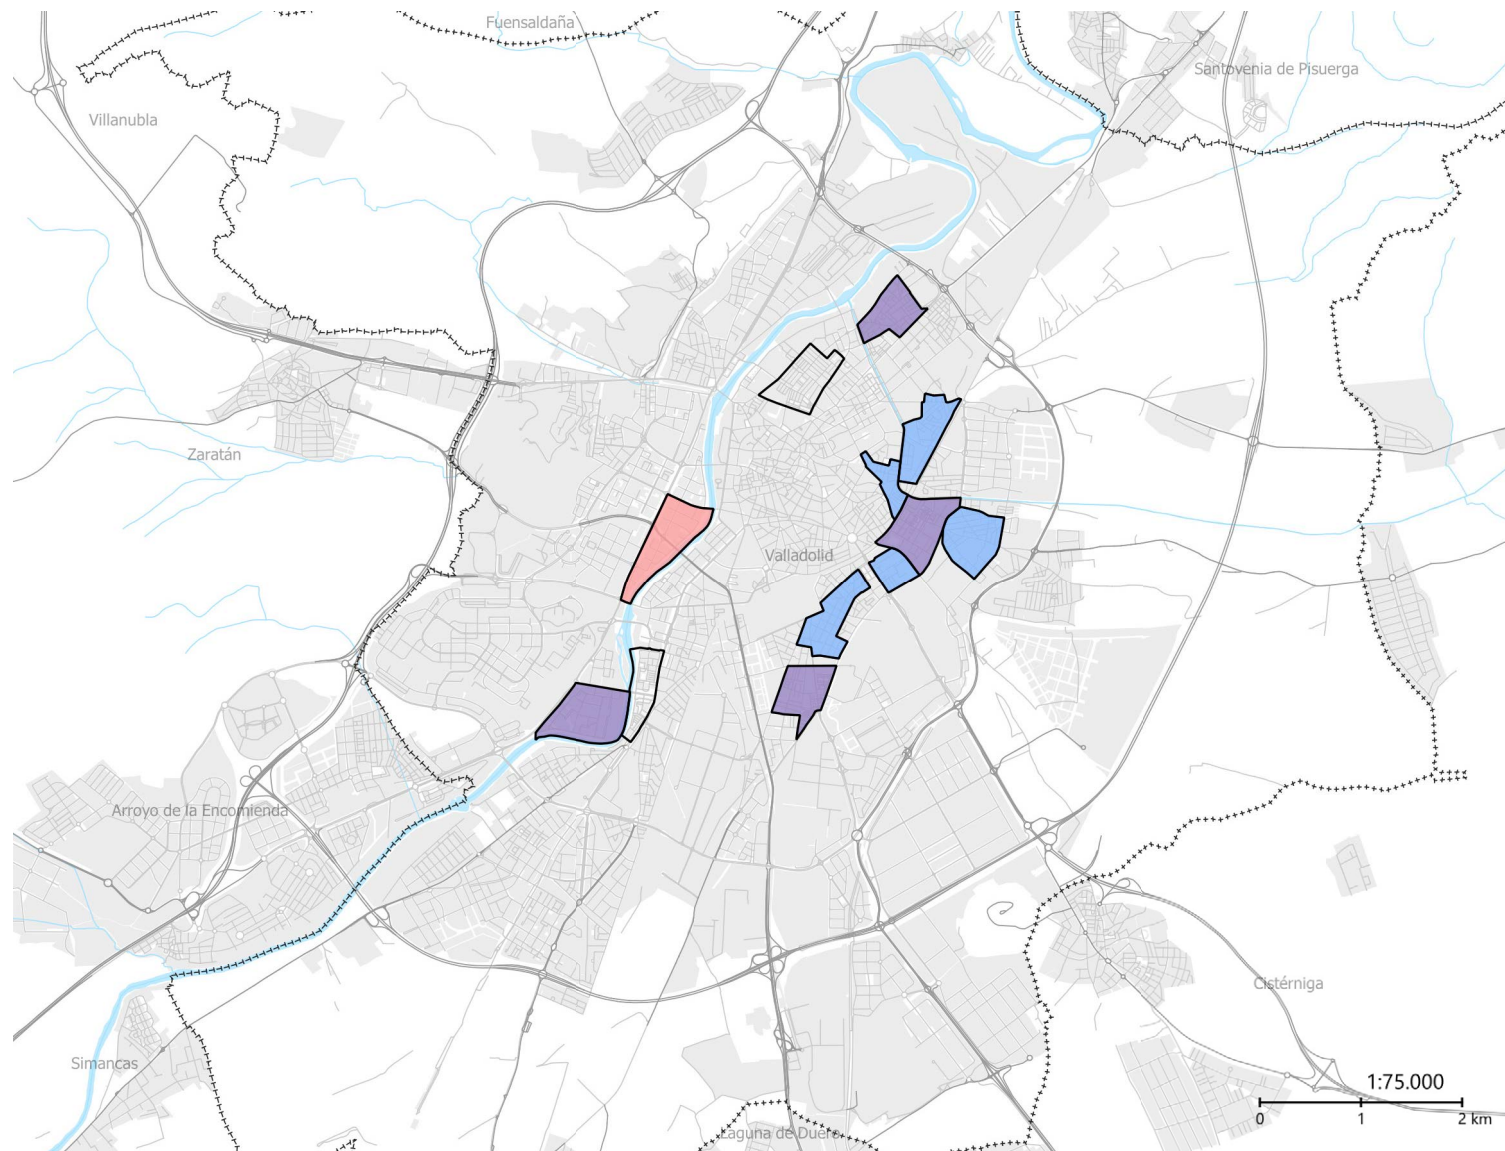 Fuensaldaña
Santovenia de Pisuerga
Villanubla
Zaratán
Valladolid
Arroyo de la Encomienda
Cistérniga
Simancas
1:75.000
0 1 2 km
Laguna de Duero